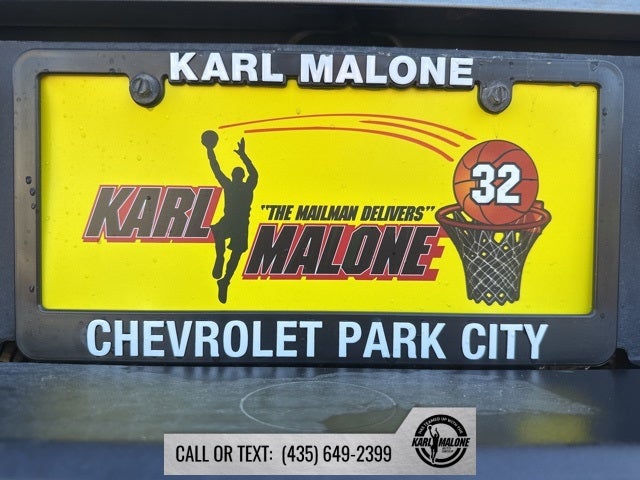 KARL MALONE
32
"THE MAILMAN DELIVERS"
KARL
MALONE
CHEVROLET PARK CITY
CALL OR TEXT: (435) 649-2399
KARL MALONE